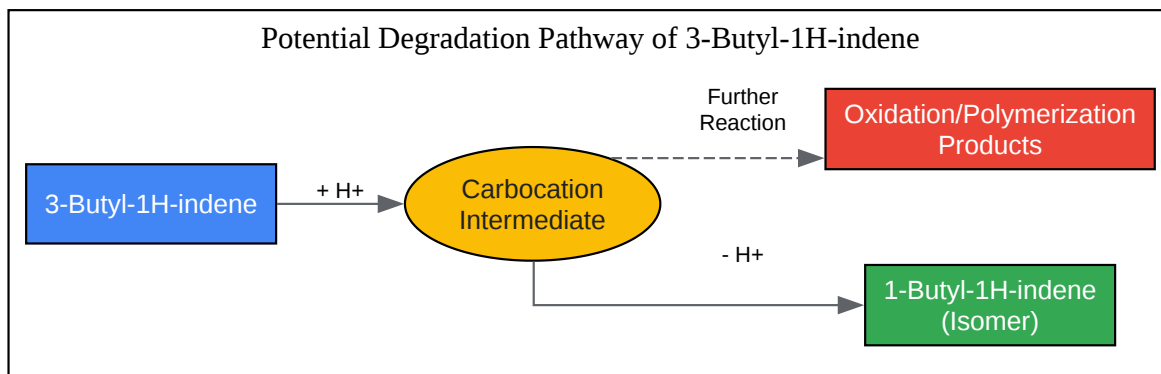 Potential Degradation Pathway of 3-Butyl-1H-indene
3-Butyl-1H-indene
+ H+
Carbocation
Intermediate
Further
Reaction
Oxidation/Polymerization
Products
- H+
1-Butyl-1H-indene
(Isomer)